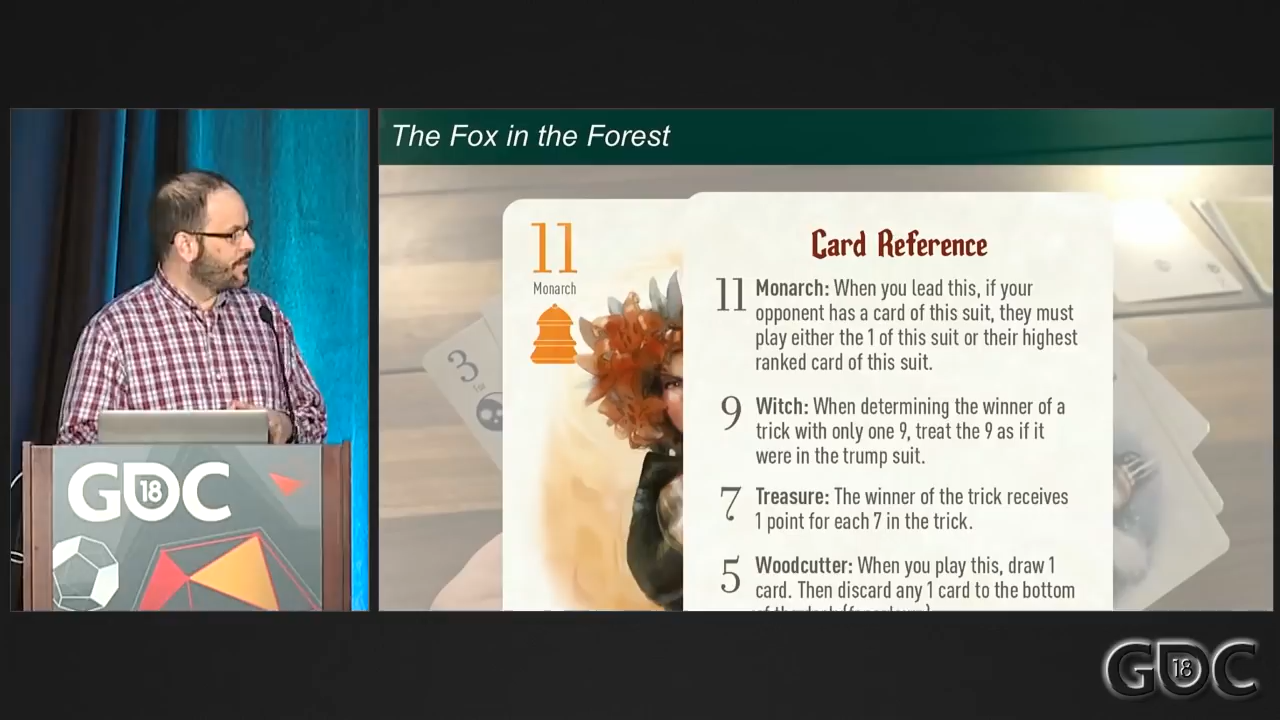 The Fox in the Forest
11
Monarch
3
Card Reference
11 Monarch: When you lead this, if your
opponent has a card of this suit, they must
play either the 1 of this suit or their highest
ranked card of this suit.
9 Witch: When determining the winner of a
trick with only one 9, treat the 9 as if it
were in the trump suit.
7 Treasure: The winner of the trick receives
1 point for each 7 in the trick.
5 Woodcutter: When you play this, draw 1
card. Then discard any 1 card to the bottom
GDC 18
GDC 18